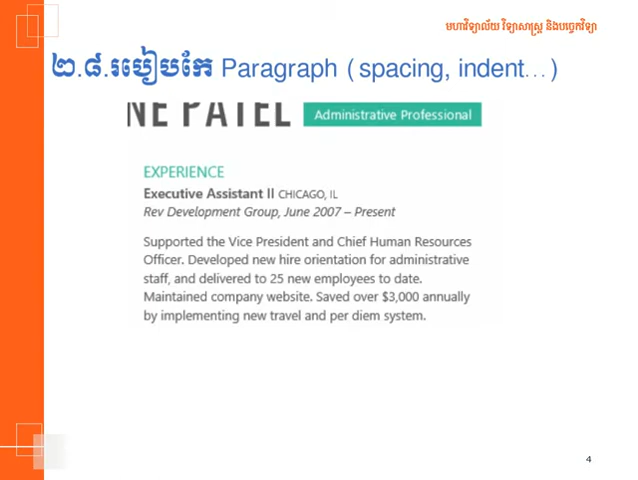 មហាវិទ្យាល័យ វិទ្យាសាស្ត្រ និងបច្ចេកវិទ្យា
២.៨.របៀបកែ Paragraph ( spacing, indent…)
NE PATEL Administrative Professional
EXPERIENCE
Executive Assistant II CHICAGO, IL
Rev Development Group, June 2007 – Present
Supported the Vice President and Chief Human Resources
Officer. Developed new hire orientation for administrative
staff, and delivered to 25 new employees to date.
Maintained company website. Saved over $3,000 annually
by implementing new travel and per diem system.
4